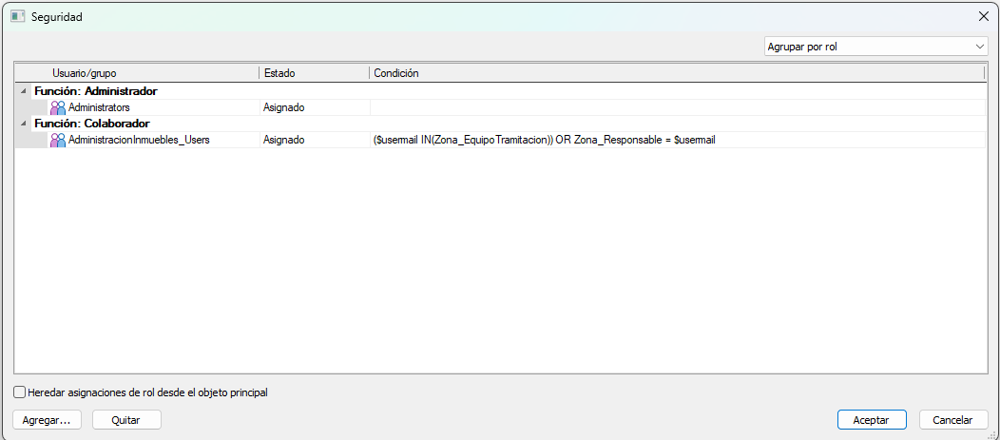 Seguridad
Agrupar por rol
Usuario/grupo Estado Condición
Función: Administrador
Administrators Asignado
Función: Colaborador
AdministracionInmuebles_Users Asignado ($usermail IN(Zona_EquipoTramitacion)) OR Zona_Responsable = $usermail
Heredar asignaciones de rol desde el objeto principal
Agregar... Quitar Aceptar Cancelar